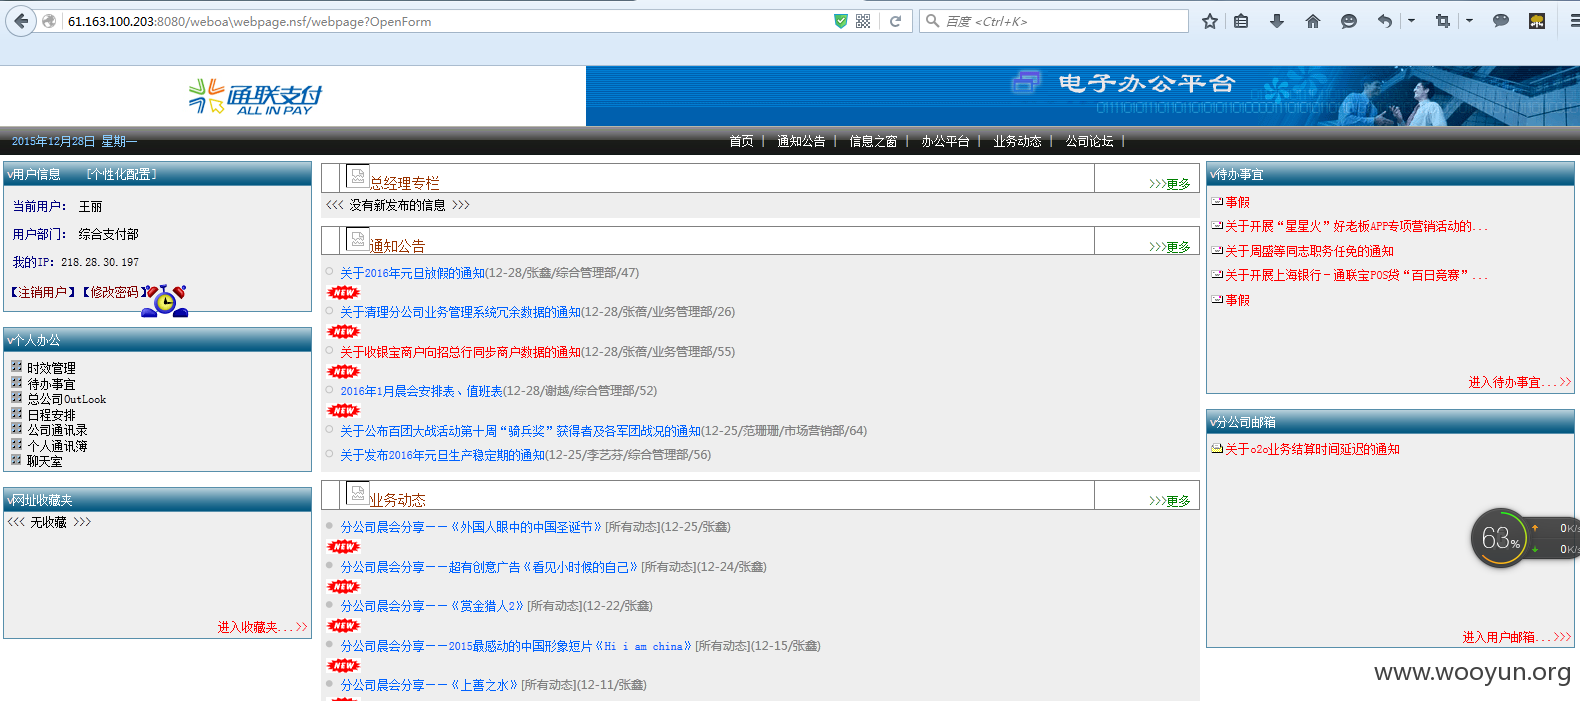 61.163.100.203:8080/weboa\webpage.nsf/webpage?OpenForm
百度 <Ctrl+K>
通联支付
ALL IN PAY
电子办公平台
2015年12月28日 星期一
首页 | 通知公告 | 信息之窗 | 办公平台 | 业务动态 | 公司论坛 |
v用户信息 [个性化配置]
当前用户: 王丽
用户部门: 综合支付部
我的IP: 218.28.30.197
【注销用户】【修改密码】
v个人办公
时效管理
待办事宜
总公司OutLook
日程安排
公司通讯录
个人通讯簿
聊天室
v网址收藏夹
<<< 无收藏 >>>
进入收藏夹...>>
总经理专栏
>>>更多
<<< 没有新发布的信息 >>>
通知公告
>>>更多
关于2016年元旦放假的通知(12-28/张鑫/综合管理部/47)
NEW
关于清理分公司业务管理系统冗余数据的通知(12-28/张蓓/业务管理部/26)
NEW
关于收银宝商户向招总行同步商户数据的通知(12-28/张蓓/业务管理部/55)
NEW
2016年1月晨会安排表、值班表(12-28/谢越/综合管理部/52)
NEW
关于公布百团大战活动第十周“骑兵奖”获得者及各军团战况的通知(12-25/范珊珊/市场营销部/64)
关于发布2016年元旦生产稳定期的通知(12-25/李艺芬/综合管理部/56)
业务动态
>>>更多
分公司晨会分享——《外国人眼中的中国圣诞节》[所有动态](12-25/张鑫)
NEW
分公司晨会分享——超有创意广告《看见小时候的自己》[所有动态](12-24/张鑫)
NEW
分公司晨会分享——《赏金猎人2》[所有动态](12-22/张鑫)
NEW
分公司晨会分享——2015最感动的中国形象短片《Hi i am china》[所有动态](12-15/张鑫)
NEW
分公司晨会分享——《上善之水》[所有动态](12-11/张鑫)
v待办事宜
事假
关于开展“星星火”好老板APP专项营销活动的...
关于周盛等同志职务任免的通知
关于开展上海银行－通联宝POS贷“百日竞赛”...
事假
进入待办事宜...>>
v分公司邮箱
关于o2o业务结算时间延迟的通知
63%
0K/s
0K/s
进入用户邮箱...>>>
www.wooyun.org